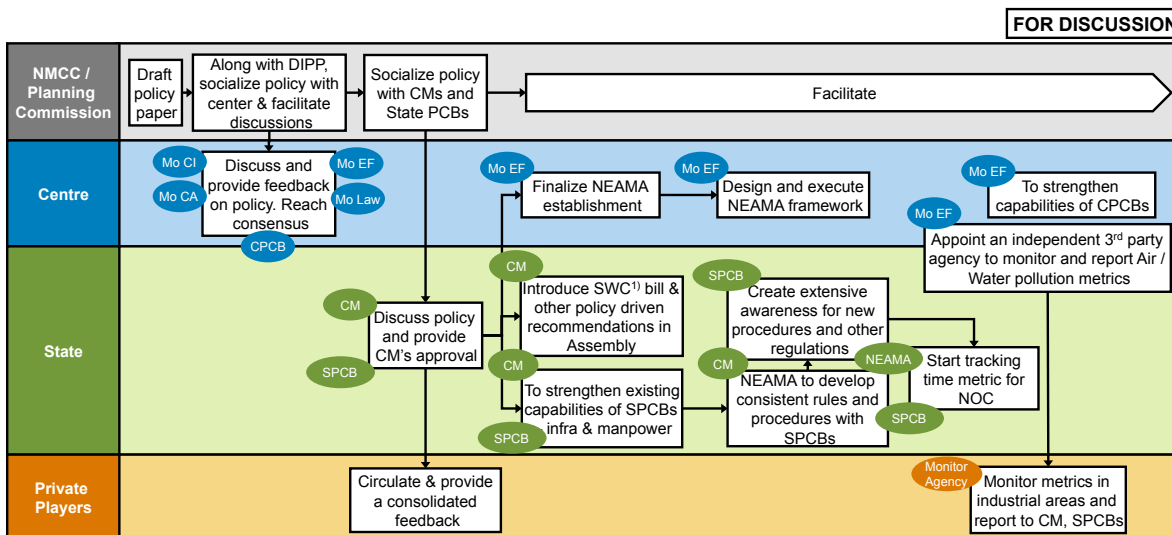 FOR DISCUSSION
NMCC /
Planning
Commission
Draft
policy
paper
Along with DIPP,
socialize policy with
center & facilitate
discussions
Socialize policy
with CMs and
State PCBs
Facilitate
Centre
Mo CI
Mo CA
Mo EF
Mo Law
CPCB
Discuss and
provide feedback
on policy. Reach
consensus
Mo EF
Finalize NEAMA
establishment
Mo EF
Design and execute
NEAMA framework
Mo EF
To strengthen
capabilities of CPCBs
Mo EF
Appoint an independent 3rd party
agency to monitor and report Air /
Water pollution metrics
State
CM
SPCB
Discuss policy
and provide
CM's approval
CM
Introduce SWC1) bill &
other policy driven
recommendations in
Assembly
CM
SPCB
To strengthen existing
capabilities of SPCBs
- infra & manpower
SPCB
Create extensive
awareness for new
procedures and other
regulations
CM
NEAMA to develop
consistent rules and
procedures with
SPCBs
NEAMA
SPCB
Start tracking
time metric for
NOC
Private
Players
Circulate & provide
a consolidated
feedback
Monitor
Agency
Monitor metrics in
industrial areas and
report to CM, SPCBs